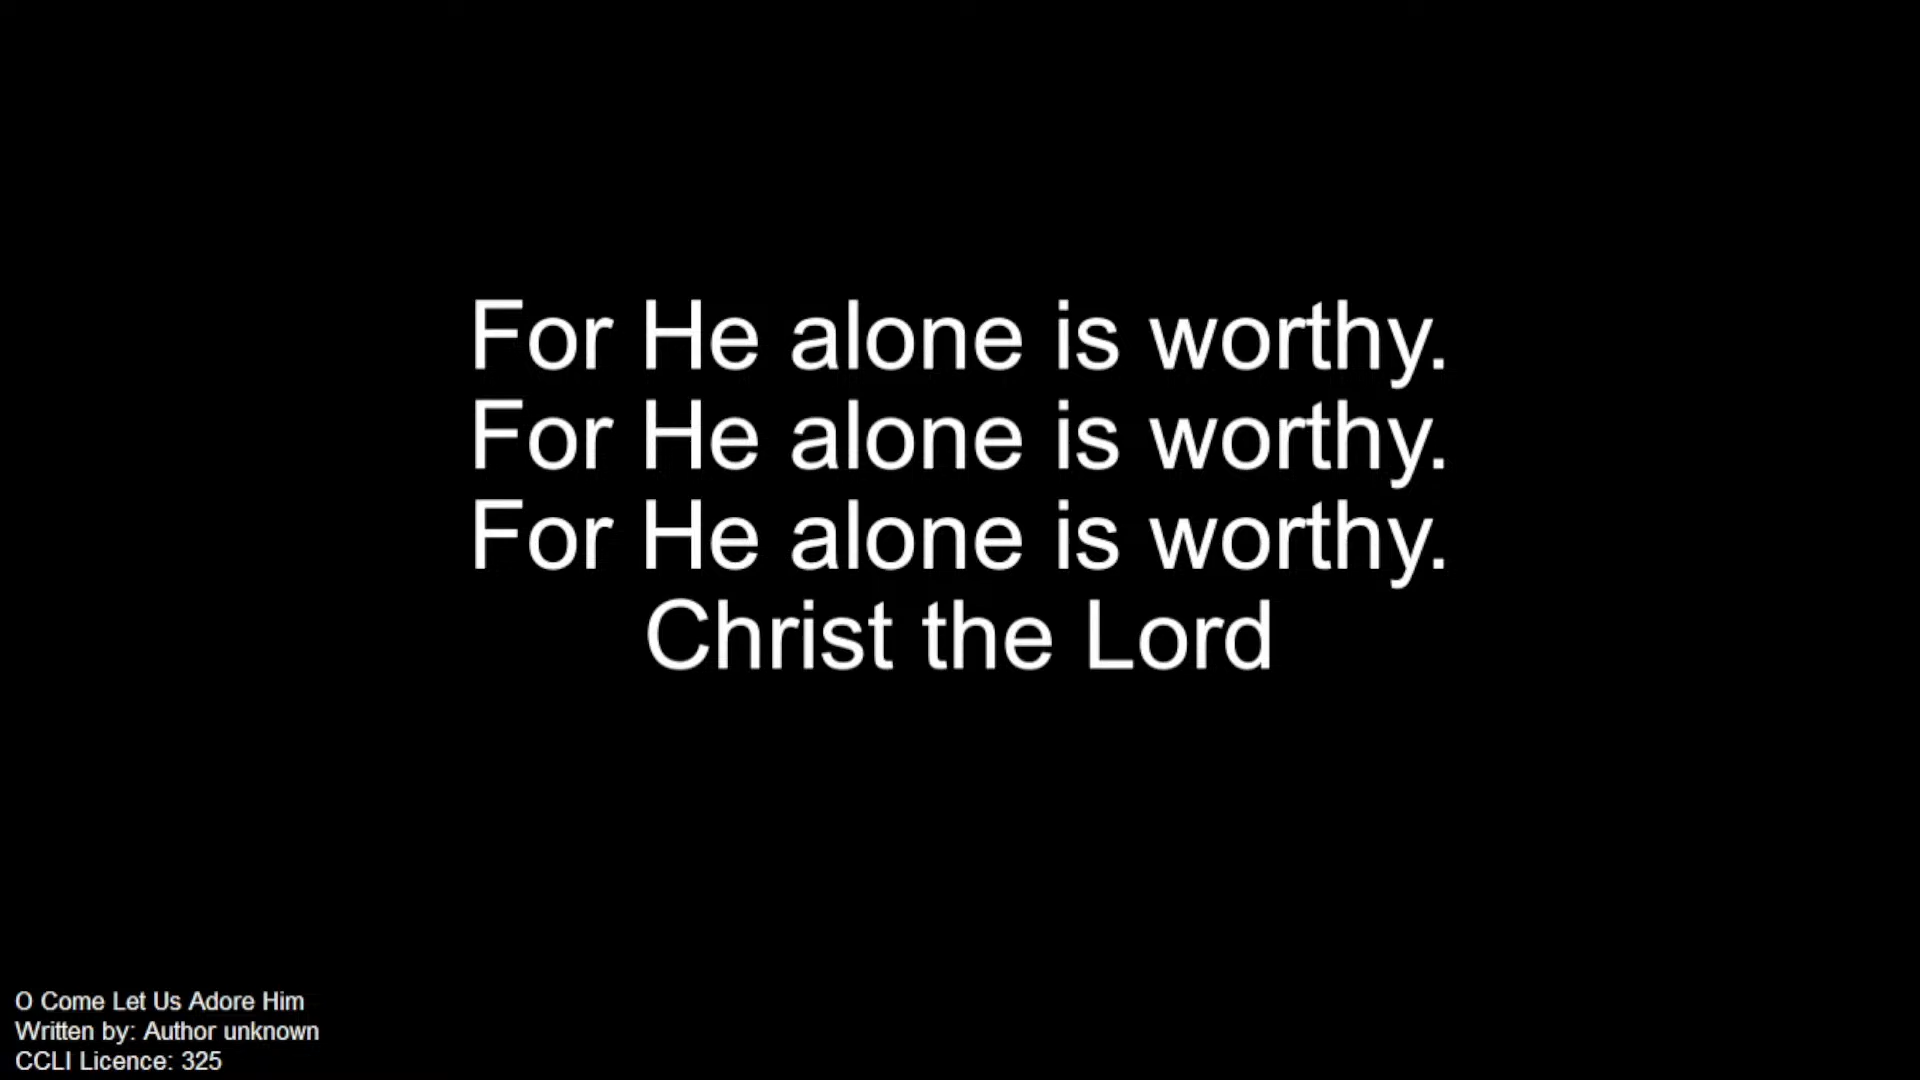 For He alone is worthy.
For He alone is worthy.
For He alone is worthy.
Christ the Lord
O Come Let Us Adore Him
Written by: Author unknown
CCLI Licence: 325